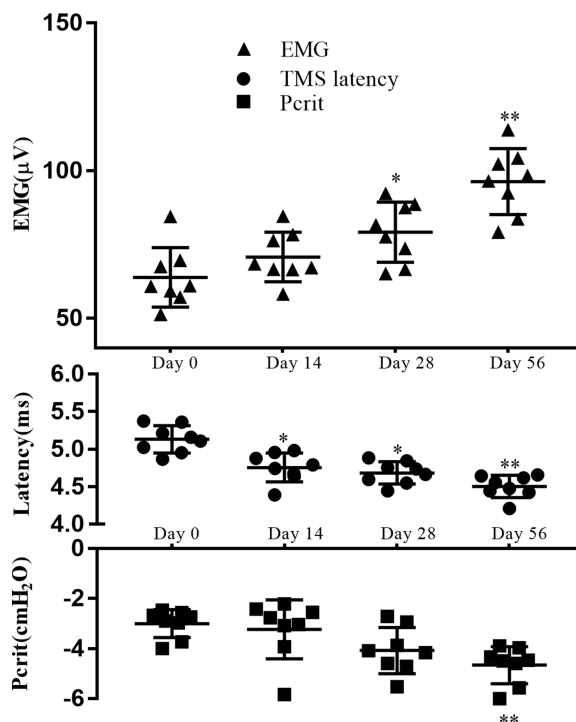 150
EMG
TMS latency
Pcrit
**
*
100
50
EMG(μV)
Day 0 Day 14 Day 28 Day 56
6.0
5.5
5.0
4.5
4.0
* * **
Latency(ms)
Day 0 Day 14 Day 28 Day 56
0
-2
-4
-6
Pcrit(cmH₂O)
**